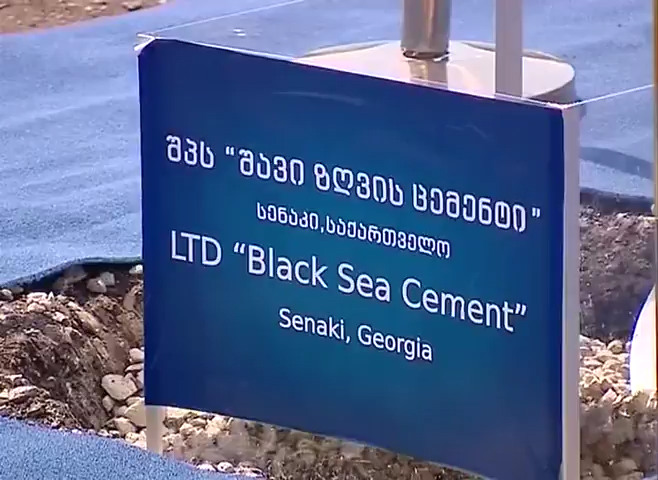 შპს “შავი ზღვის ცემენტი”
სენაკი,საქართველო
LTD “Black Sea Cement”
Senaki, Georgia